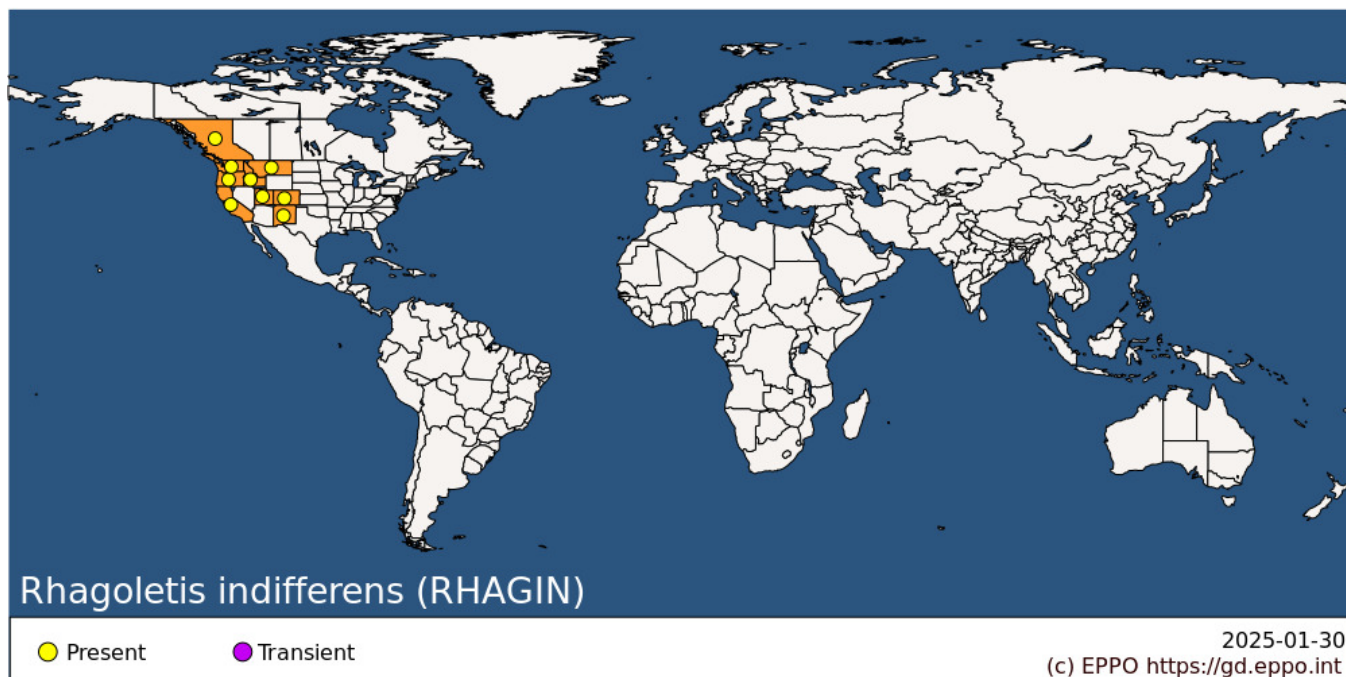 Rhagoletis indifferens (RHAGIN)
Present
Transient
2025-01-30
(c) EPPO https://gd.eppo.int